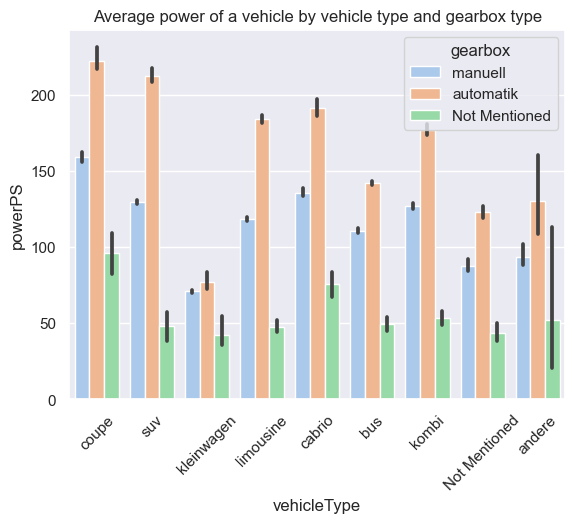 Average power of a vehicle by vehicle type and gearbox type
gearbox
manuell
automatik
Not Mentioned
powerPS
200
150
100
50
0
coupe
suv
kleinwagen
limousine
cabrio
bus
kombi
Not Mentioned
andere
vehicleType